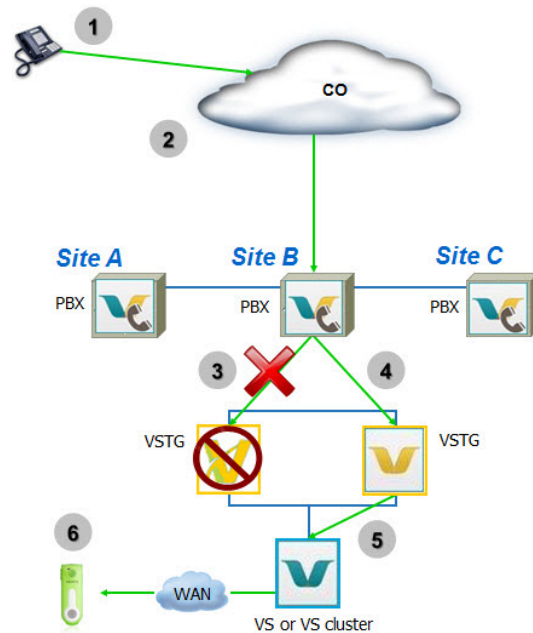 1
CO
2
Site A
Site B
Site C
PBX
PBX
PBX
3
4
VSTG
VSTG
5
6
WAN
VS or VS cluster